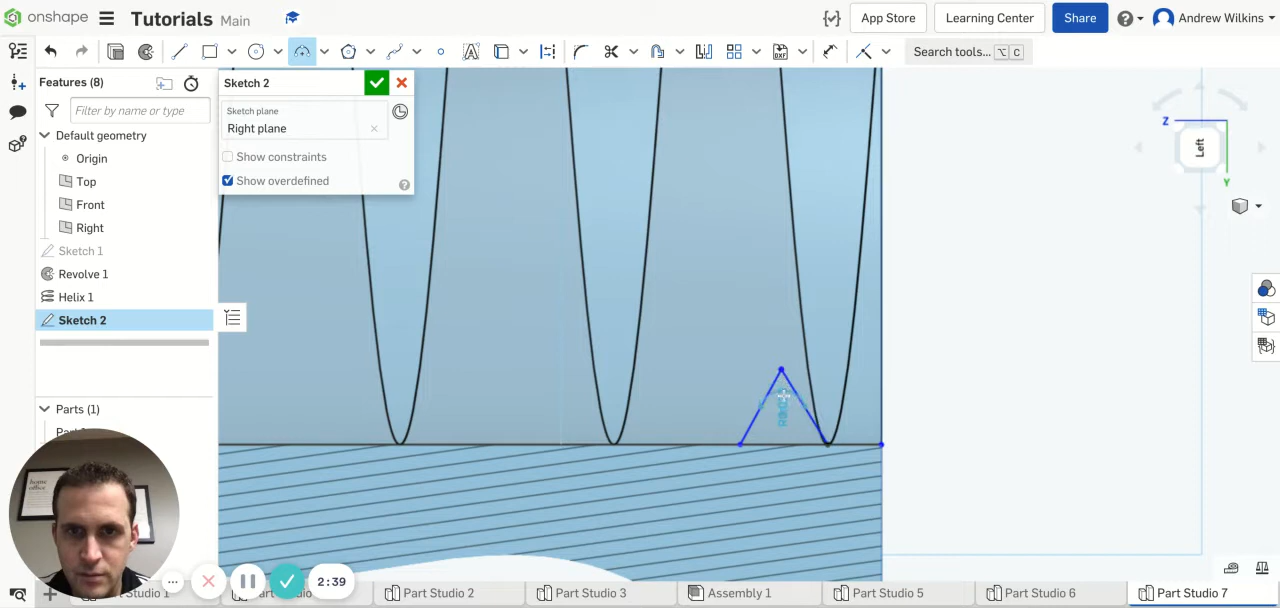 onshape
Tutorials Main
App Store
Learning Center
Share
Andrew Wilkins
Search tools... ⌥ C
Features (8)
Filter by name or type
Default geometry
Origin
Top
Front
Right
Sketch 1
Revolve 1
Helix 1
Sketch 2
Parts (1)
Sketch 2
Sketch plane
Right plane
Show constraints
Show overdefined
Z
Left
Y
2:39
Part Studio 2
Part Studio 3
Assembly 1
Part Studio 5
Part Studio 6
Part Studio 7